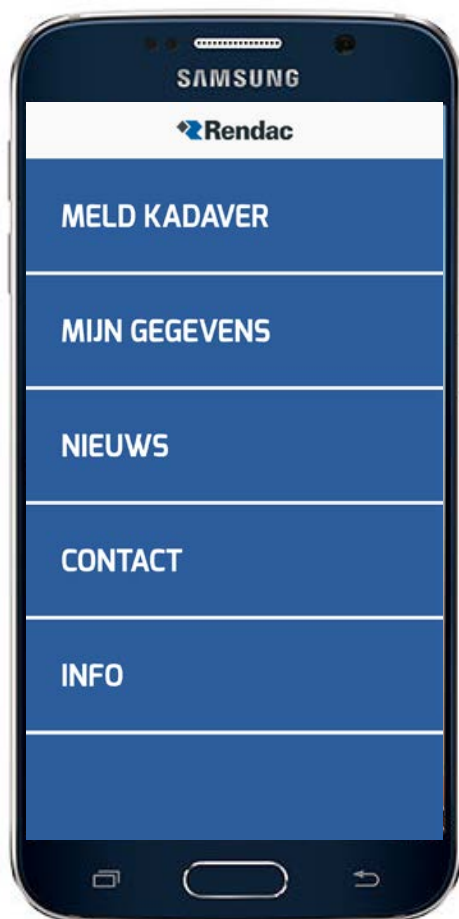 SAMSUNG
Rendac
MELD KADAVER
MIJN GEGEVENS
NIEUWS
CONTACT
INFO